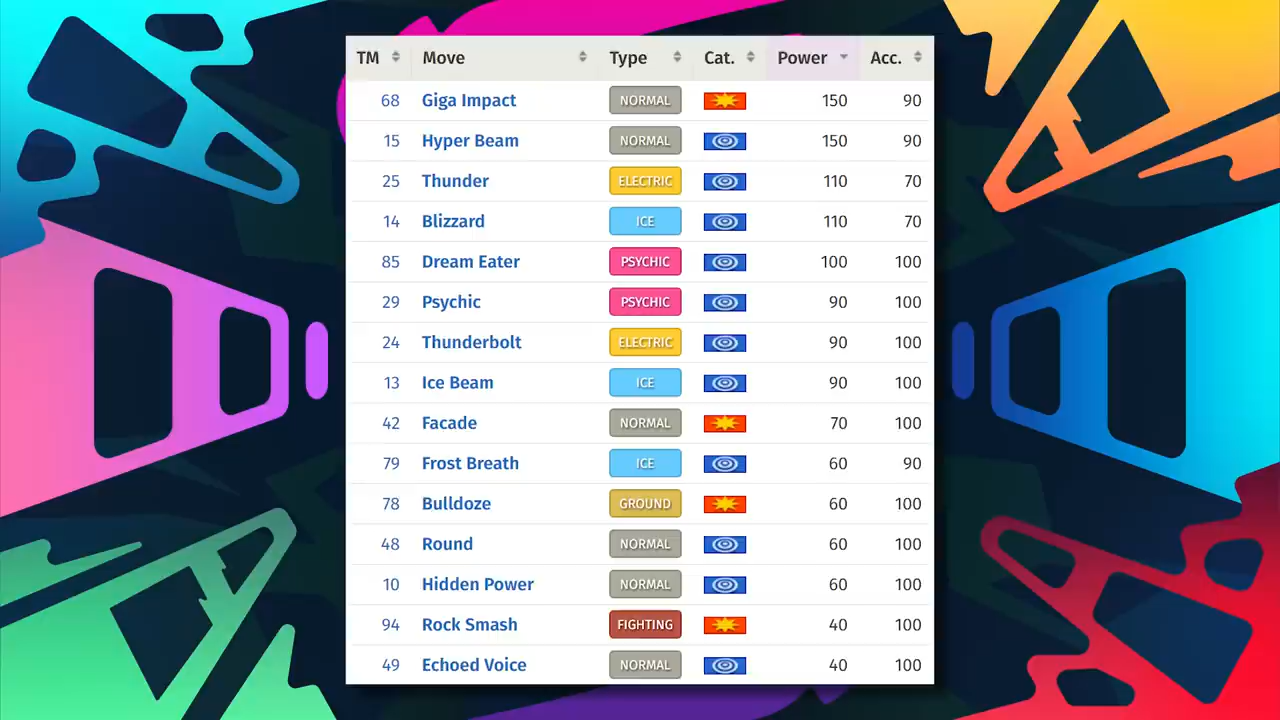 TM Move Type Cat. Power Acc.
68 Giga Impact NORMAL 150 90
15 Hyper Beam NORMAL 150 90
25 Thunder ELECTRIC 110 70
14 Blizzard ICE 110 70
85 Dream Eater PSYCHIC 100 100
29 Psychic PSYCHIC 90 100
24 Thunderbolt ELECTRIC 90 100
13 Ice Beam ICE 90 100
42 Facade NORMAL 70 100
79 Frost Breath ICE 60 90
78 Bulldoze GROUND 60 100
48 Round NORMAL 60 100
10 Hidden Power NORMAL 60 100
94 Rock Smash FIGHTING 40 100
49 Echoed Voice NORMAL 40 100